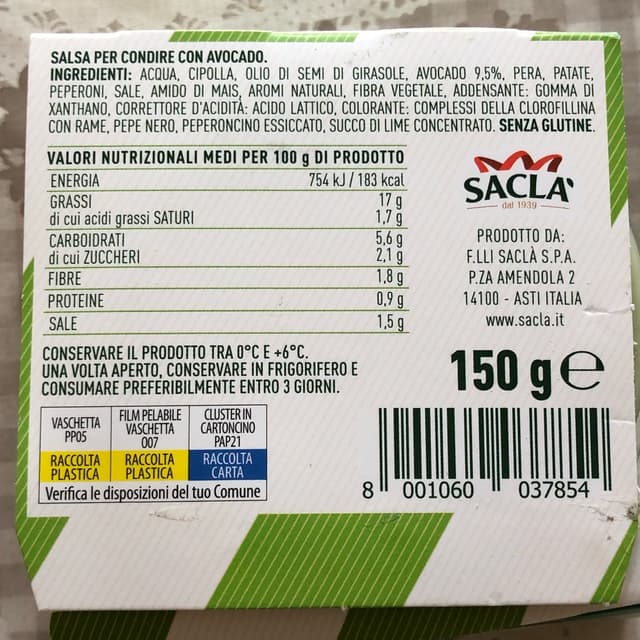 SALSA PER CONDIRE CON AVOCADO.
INGREDIENTI: ACQUA, CIPOLLA, OLIO DI SEMI DI GIRASOLE, AVOCADO 9,5%, PERA, PATATE,
PEPERONI, SALE, AMIDO DI MAIS, AROMI NATURALI, FIBRA VEGETALE, ADDENSANTE: GOMMA DI
XANTHANO, CORRETTORE D'ACIDITÀ: ACIDO LATTICO, COLORANTE: COMPLESSI DELLA CLOROFILLINA
CON RAME, PEPE NERO, PEPERONCINO ESSICCATO, SUCCO DI LIME CONCENTRATO. SENZA GLUTINE.
VALORI NUTRIZIONALI MEDI PER 100 g DI PRODOTTO
ENERGIA 754 kJ / 183 kcal
GRASSI 17 g
di cui acidi grassi SATURI 1,7 g
CARBOIDRATI 5,6 g
di cui ZUCCHERI 2,1 g
FIBRE 1,8 g
PROTEINE 0,9 g
SALE 1,5 g
SACLÀ
dal 1939
PRODOTTO DA:
F.LLI SACLÀ S.P.A.
P.ZA AMENDOLA 2
14100 - ASTI ITALIA
www.sacla.it
CONSERVARE IL PRODOTTO TRA 0°C E +6°C.
UNA VOLTA APERTO, CONSERVARE IN FRIGORIFERO E
CONSUMARE PREFERIBILMENTE ENTRO 3 GIORNI.
150 g e
VASCHETTA
PP05
RACCOLTA
PLASTICA
FILM PELABILE
VASCHETTA
007
RACCOLTA
PLASTICA
CLUSTER IN
CARTONCINO
PAP21
RACCOLTA
CARTA
Verifica le disposizioni del tuo Comune
8 001060 037854